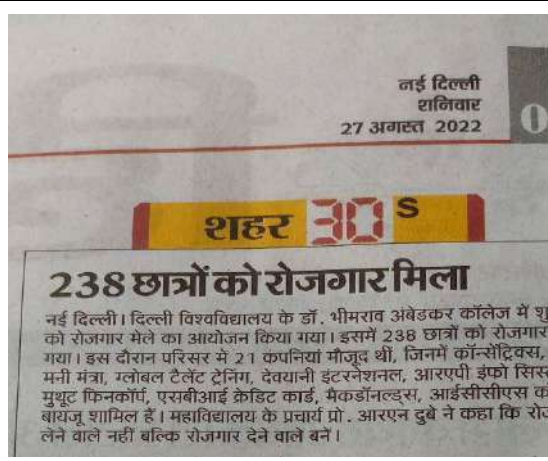 नई दिल्ली
शनिवार
27 अगस्त 2022
शहर 30 S
238 छात्रों को रोजगार मिला
नई दिल्ली। दिल्ली विश्वविद्यालय के डॉ. भीमराव अंबेडकर कॉलेज में
को रोजगार मेले का आयोजन किया गया। इसमें 238 छात्रों को रोजगार
गया। इस दौरान परिसर में 21 कंपनियां मौजूद थीं, जिनमें कॉन्सेंट्रिक्स,
मनी मंत्रा, ग्लोबल टैलेंट ट्रेनिंग, देवयानी इंटरनेशनल, आरएपी इंफो
मुथूट फिनकॉर्प, एसबीआई क्रेडिट कार्ड, मैकडॉनल्ड्स, आईसीसीएस
बायजू शामिल हैं। महाविद्यालय के प्रचार्य प्रो. आरएन दुबे ने कहा कि
लेने वाले नहीं बल्कि रोजगार देने वाले बनें।